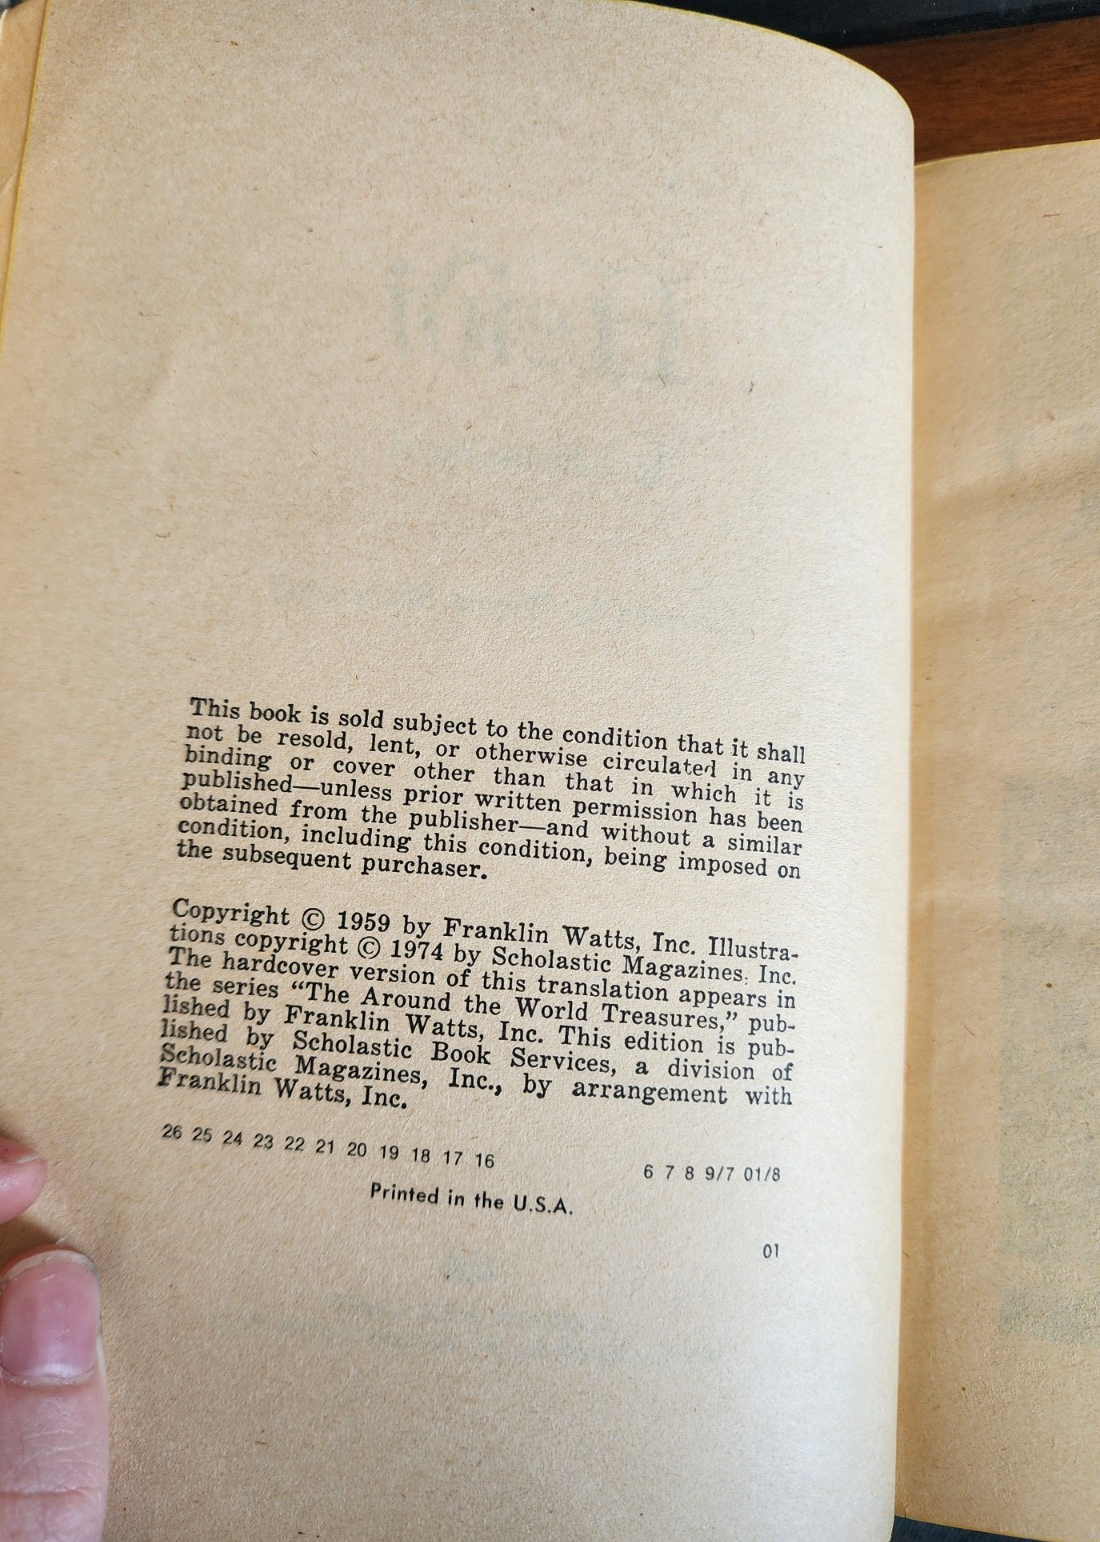 This book is sold subject to the condition that it shall
not be resold, lent, or otherwise circulated in any
binding or cover other than that in which it is
published—unless prior written permission has been
obtained from the publisher—and without a similar
condition, including this condition, being imposed on
the subsequent purchaser.
Copyright © 1959 by Franklin Watts, Inc. Illustra-
tions copyright © 1974 by Scholastic Magazines, Inc.
The hardcover version of this translation appears in
the series “The Around the World Treasures,” pub-
lished by Franklin Watts, Inc. This edition is pub-
lished by Scholastic Book Services, a division of
Scholastic Magazines, Inc., by arrangement with
Franklin Watts, Inc.
26 25 24 23 22 21 20 19 18 17 16 6 7 8 9/7 01/8
Printed in the U.S.A.
01